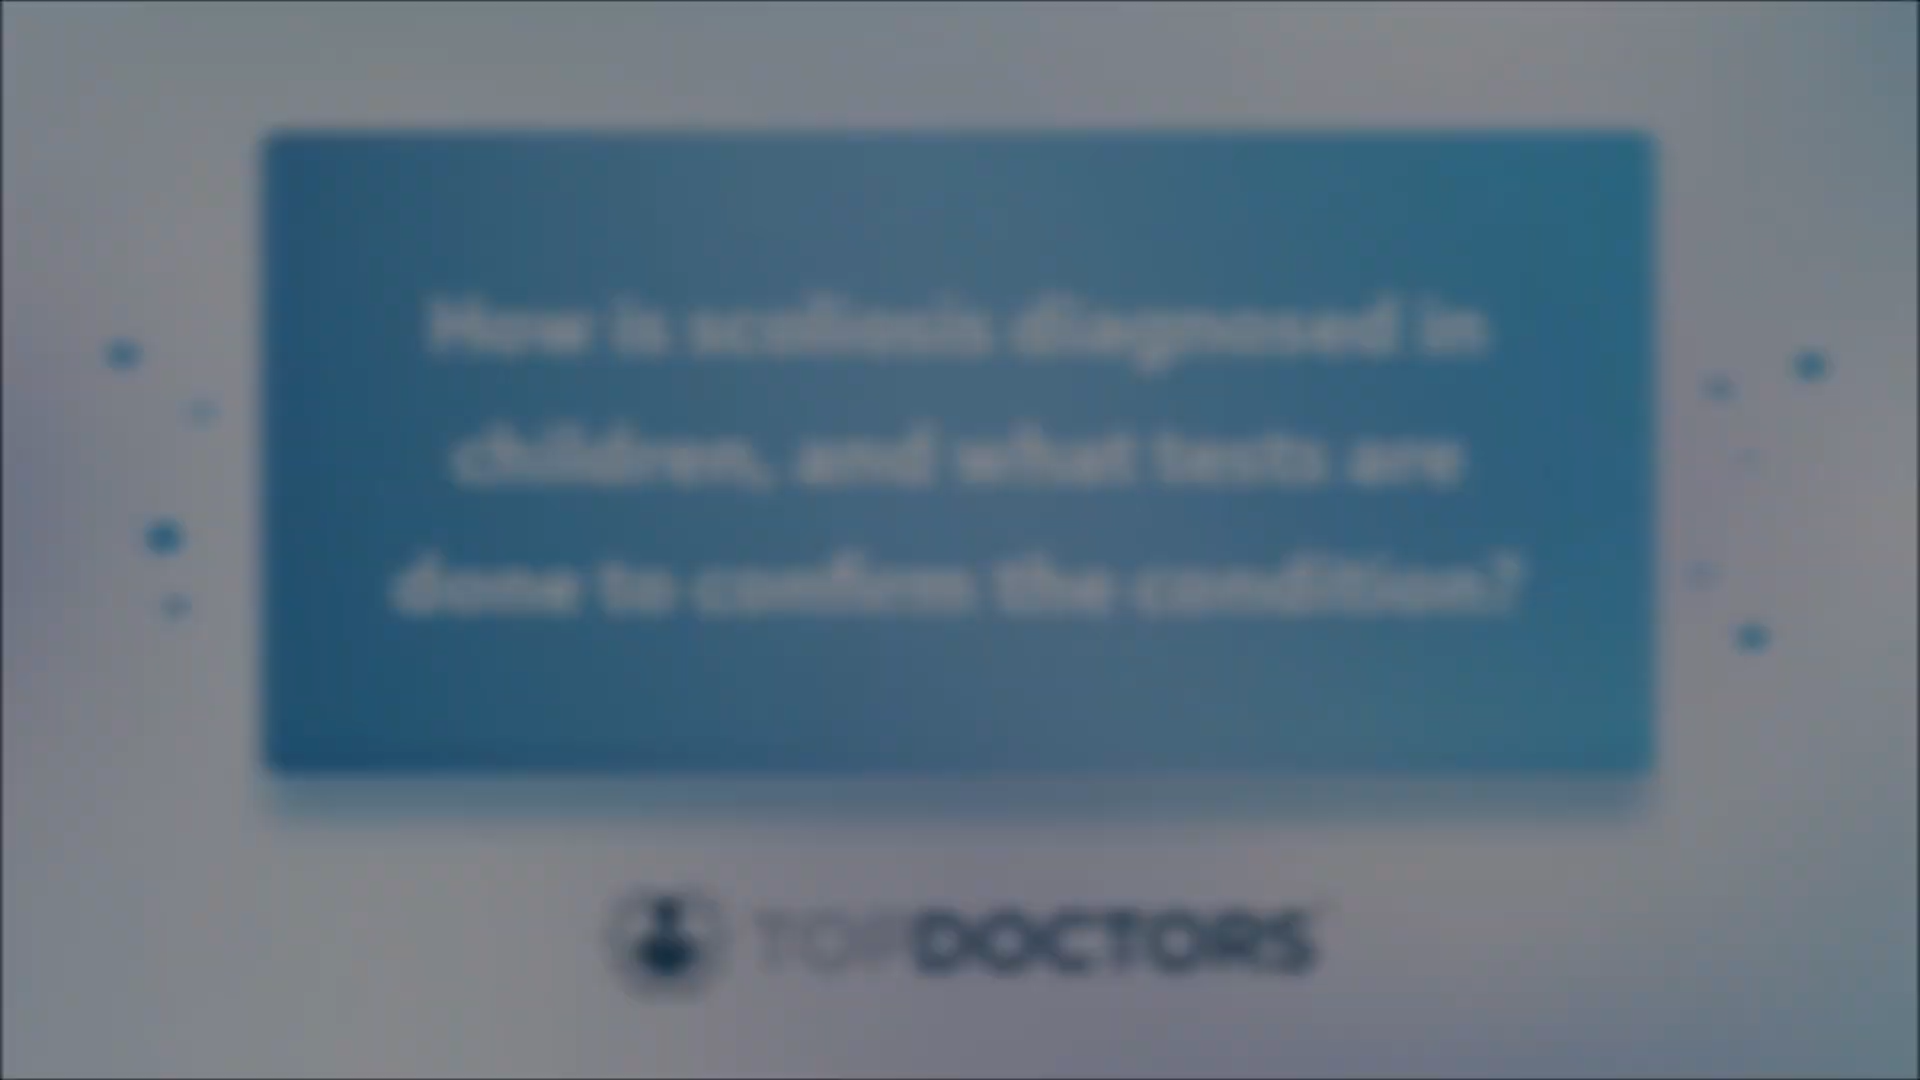 How is scoliosis diagnosed in
children, and what tests are
done to confirm the condition?
TOPDOCTORS